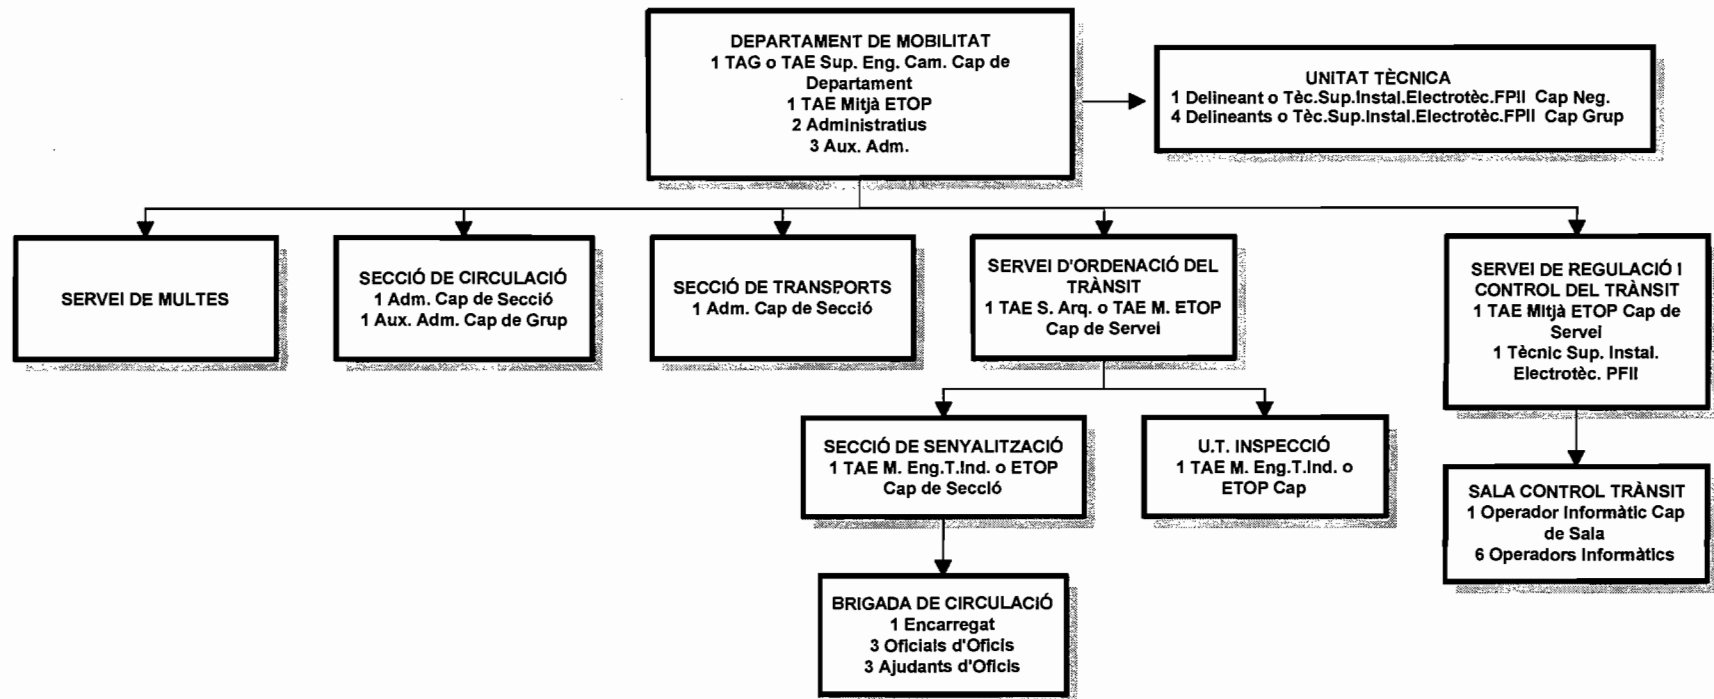 DEPARTAMENT DE MOBILITAT
1 TAG o TAE Sup. Eng. Cam. Cap de
Departament
1 TAE Mitjà ETOP
2 Administratius
3 Aux. Adm.
UNITAT TÈCNICA
1 Delineant o Tèc.Sup.Instal.Electrotèc.FPII Cap Neg.
4 Delineants o Tèc.Sup.Instal.Electrotèc.FPII Cap Grup
SERVEI DE MULTES
SECCIÓ DE CIRCULACIÓ
1 Adm. Cap de Secció
1 Aux. Adm. Cap de Grup
SECCIÓ DE TRANSPORTS
1 Adm. Cap de Secció
SERVEI D'ORDENACIÓ DEL
TRÀNSIT
1 TAE S. Arq. o TAE M. ETOP
Cap de Servei
SERVEI DE REGULACIÓ I
CONTROL DEL TRÀNSIT
1 TAE Mitjà ETOP Cap de
Servei
1 Tècnic Sup. Instal.
Electrotèc. PFII
SECCIÓ DE SENYALITZACIÓ
1 TAE M. Eng.T.Ind. o ETOP
Cap de Secció
U.T. INSPECCIÓ
1 TAE M. Eng.T.Ind. o
ETOP Cap
SALA CONTROL TRÀNSIT
1 Operador Informàtic Cap
de Sala
6 Operadors Informàtics
BRIGADA DE CIRCULACIÓ
1 Encarregat
3 Oficials d'Oficis
3 Ajudants d'Oficis